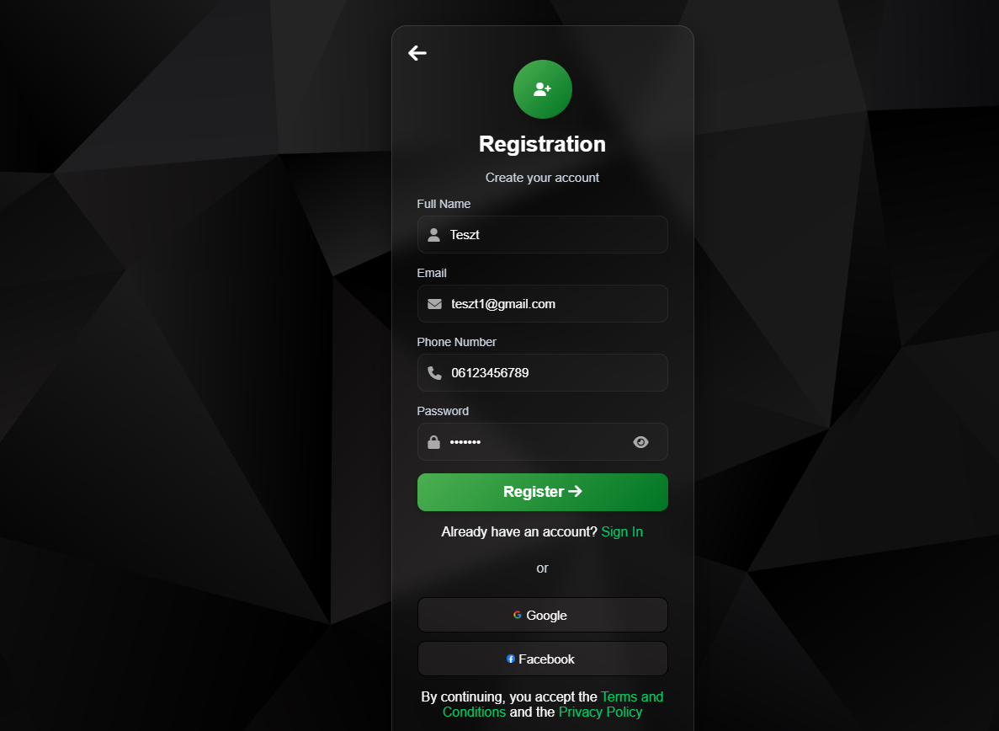 Registration
Create your account
Full Name
Teszt
Email
teszt1@gmail.com
Phone Number
06123456789
Password
•••••••
Register
Already have an account? Sign In
or
Google
Facebook
By continuing, you accept the Terms and
Conditions and the Privacy Policy